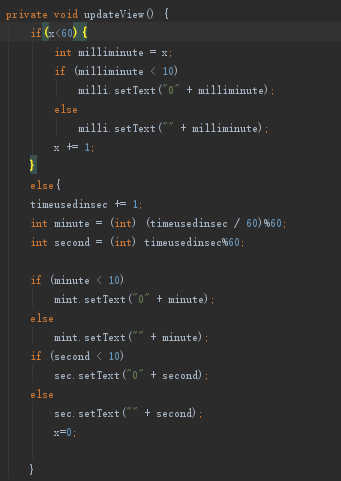 private void updateView() {
    if(x<60){
        int milliminute = x;
        if (milliminute < 10)
            milli.setText("0" + milliminute);
        else
            milli.setText("" + milliminute);
        x += 1;
    }
    else{
    timeusedinsec += 1;
    int minute = (int) (timeusedinsec / 60)%60;
    int second = (int) timeusedinsec%60;

    if (minute < 10)
        mint.setText("0" + minute);
    else
        mint.setText("" + minute);
    if (second < 10)
        sec.setText("0" + second);
    else
        sec.setText("" + second);
        x=0;

    }